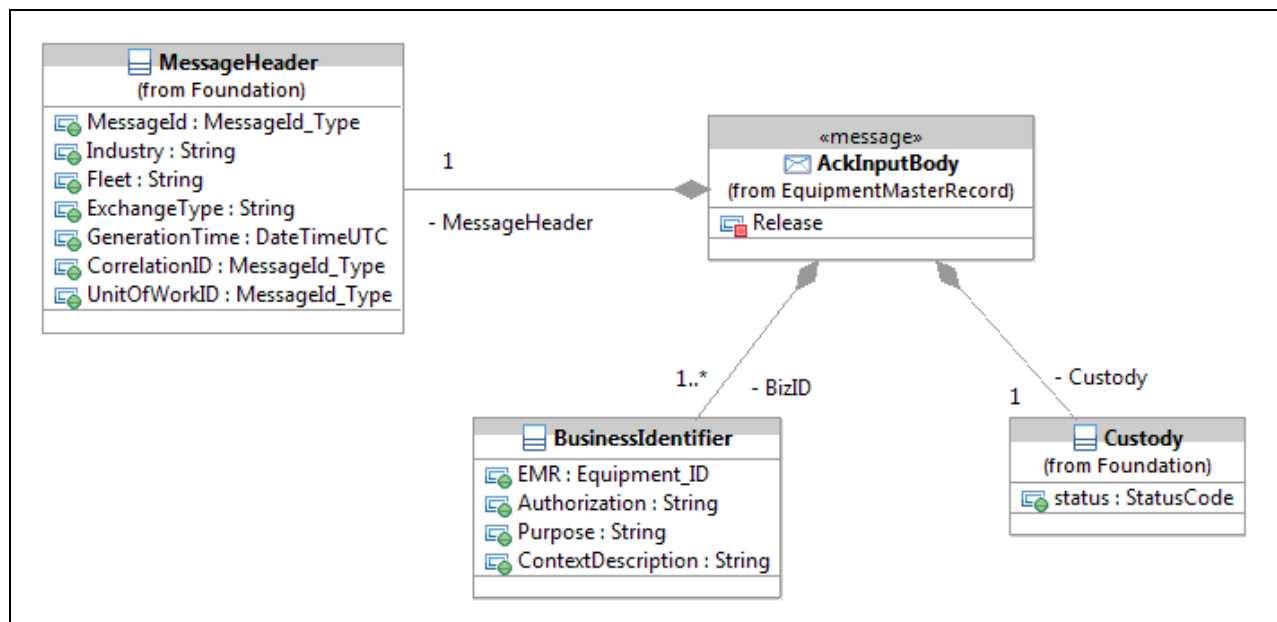 MessageHeader
(from Foundation)
MessageId : MessageId_Type
Industry : String
Fleet : String
ExchangeType : String
GenerationTime : DateTimeUTC
CorrelationID : MessageId_Type
UnitOfWorkID : MessageId_Type
1
- MessageHeader
«message»
AckInputBody
(from EquipmentMasterRecord)
Release
1..*
- BizID
- Custody
1
BusinessIdentifier
EMR : Equipment_ID
Authorization : String
Purpose : String
ContextDescription : String
Custody
(from Foundation)
status : StatusCode